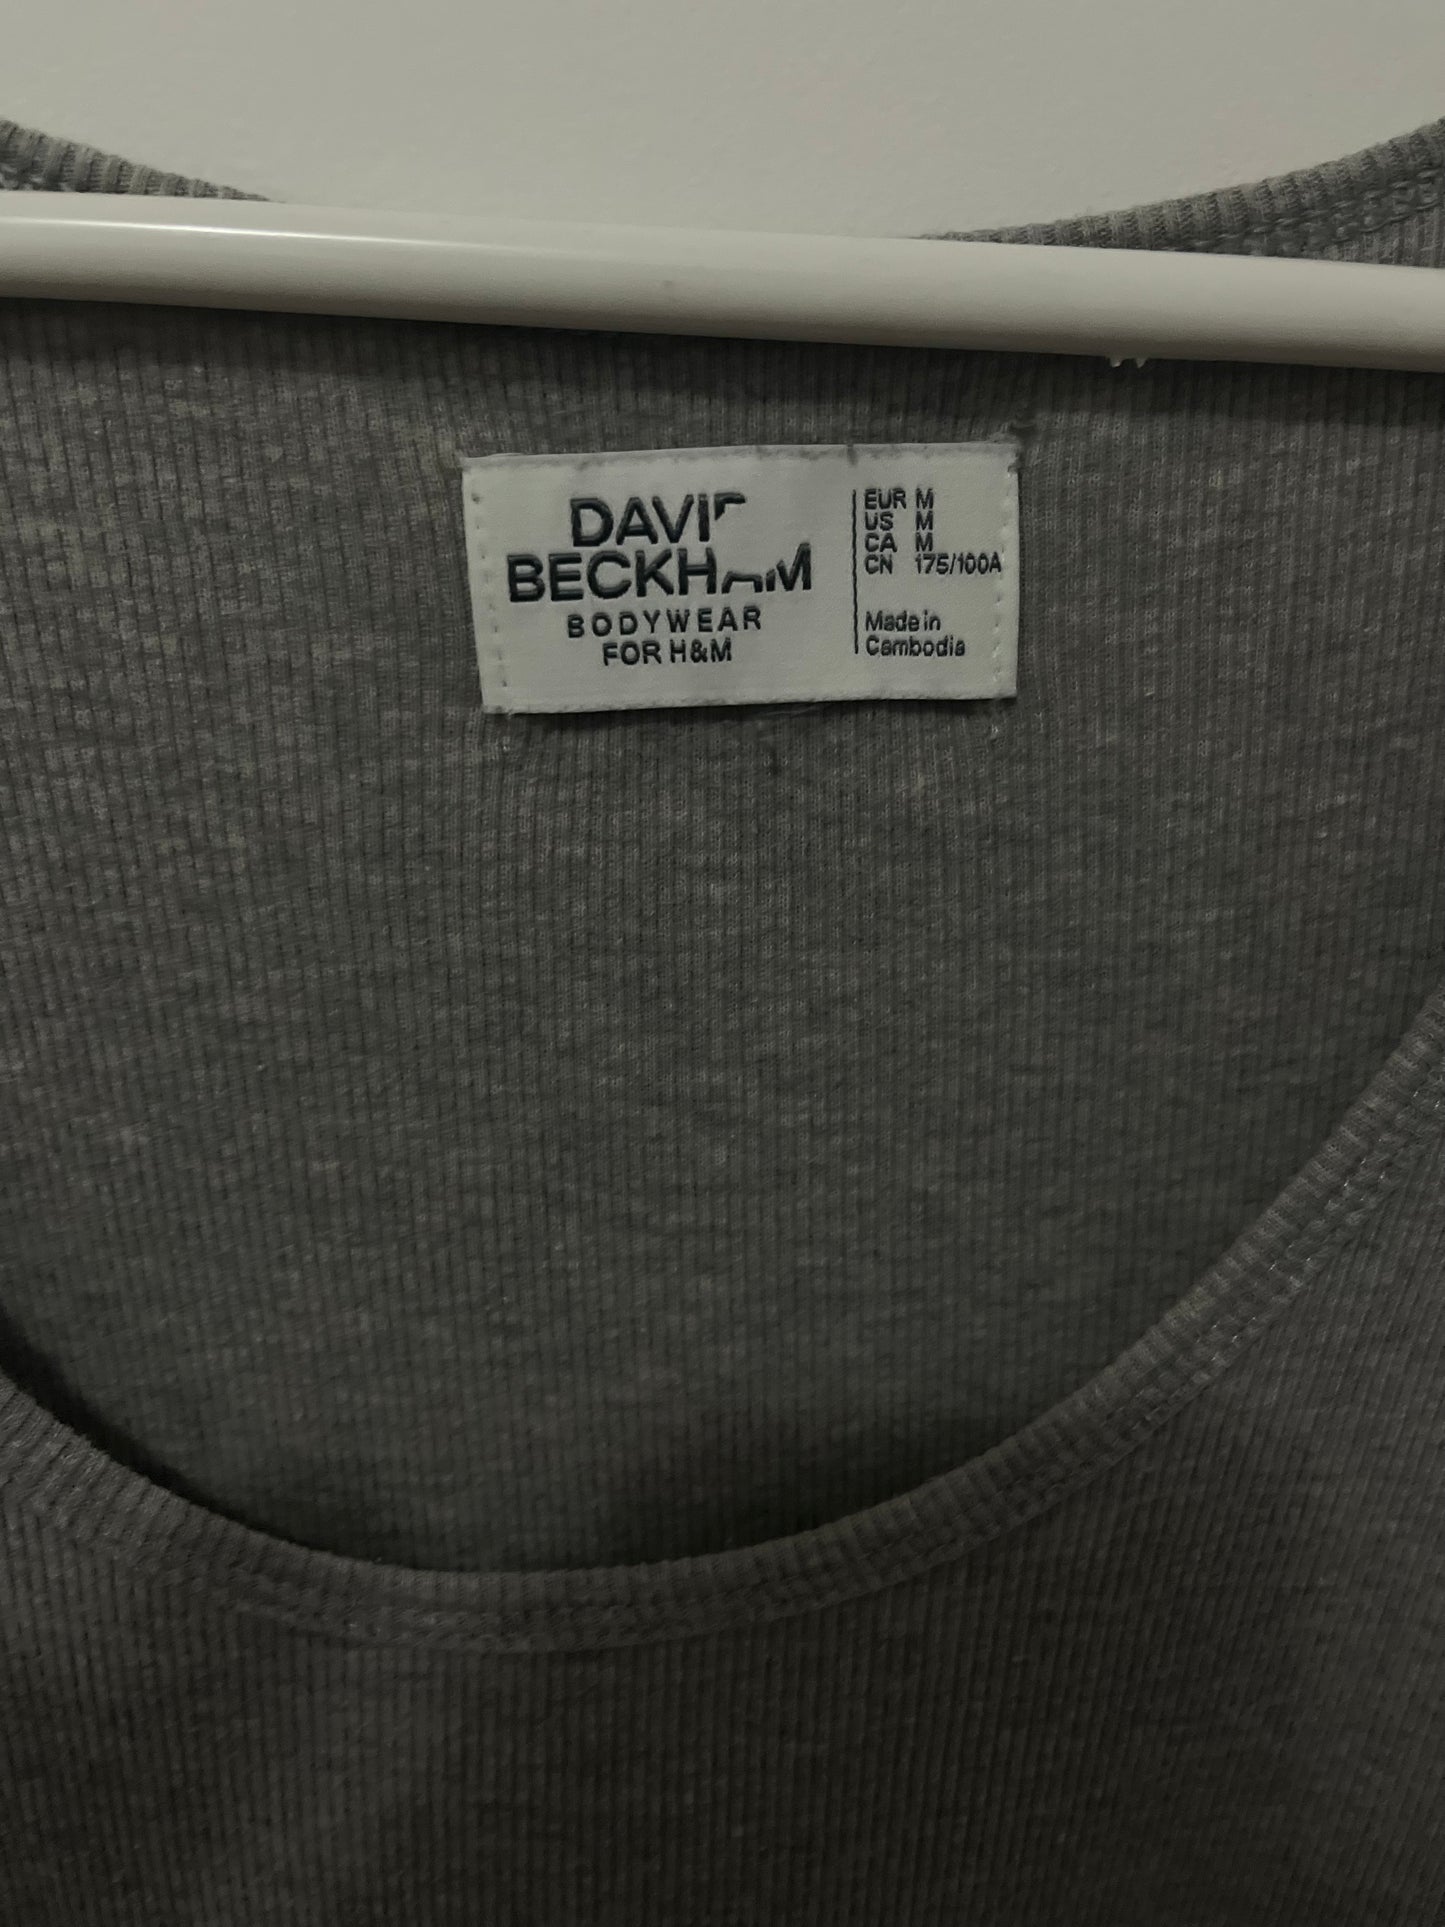 DAVID
BECKHAM
BODYWEAR
FOR H&M
EUR M
US M
CA M
CN 175/100A
Made in
Cambodia